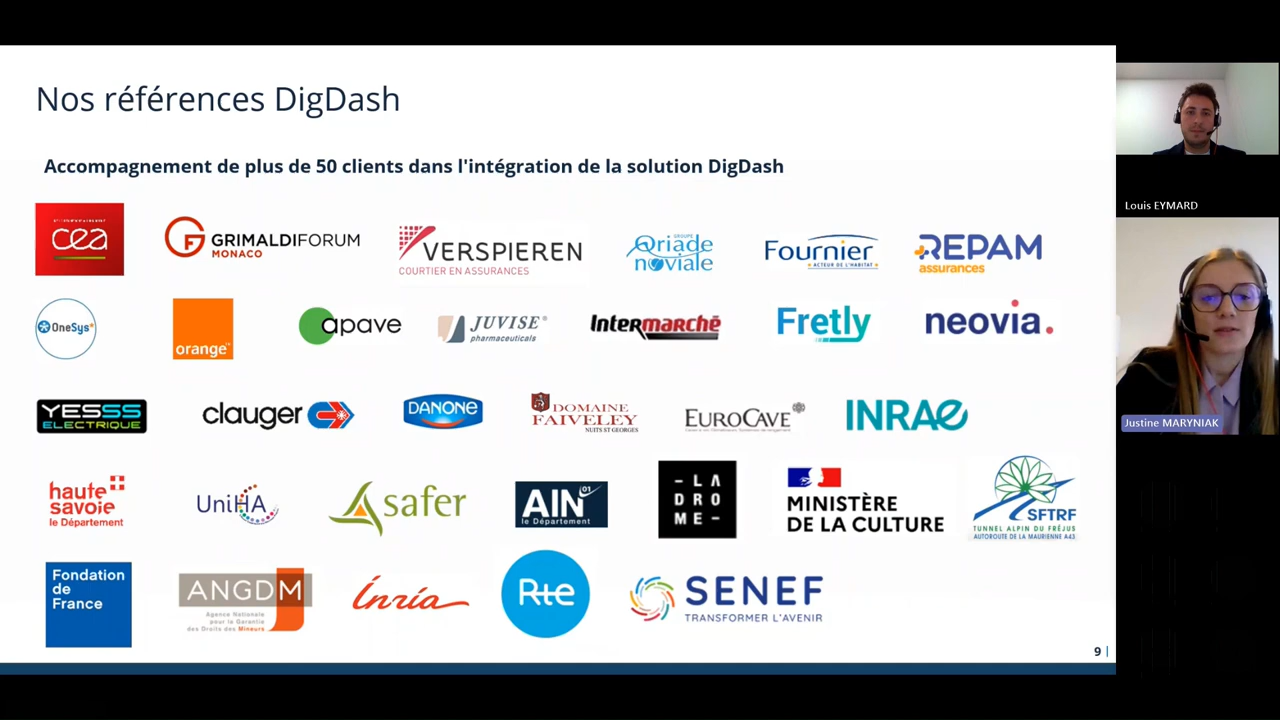 Nos références DigDash
Accompagnement de plus de 50 clients dans l'intégration de la solution DigDash
cea
GRIMALDIFORUM
MONACO
VERSPIEREN
COURTIER EN ASSURANCES
GROUPE
Oriade
noviale
Fournier
ACTEUR DE L'HABITAT
REPAM
assurances
OneSys
orange™
apave
JUVISE®
pharmaceuticals
Intermarché
Fretly
neovia.
YESSS
ELECTRIQUE
clauger
DANONE
DOMAINE
FAIVELEY
NUITS ST GEORGES
EUROCAVE
INRAE
haute
savoie
le Département
UniHA
safer
AIN 01
le Département
-LA
DRO
ME-
MINISTÈRE
DE LA CULTURE
SFTRF
TUNNEL ALPIN DU FRÉJUS
AUTOROUTE DE LA MAURIENNE A43
Fondation
de
France
ANGDM
Agence Nationale
pour la Garantie
des Droits des Mineurs
Inria
Rte
SENEF
TRANSFORMER L'AVENIR
9 |
Louis EYMARD
Justine MARYNIAK